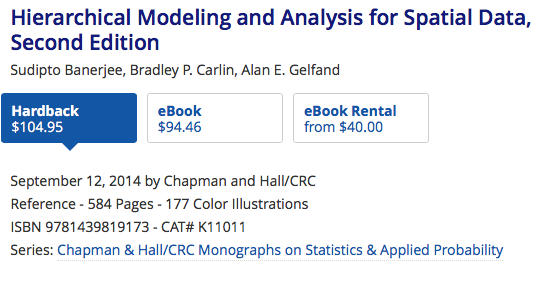 Hierarchical Modeling and Analysis for Spatial Data,
Second Edition
Sudipto Banerjee, Bradley P. Carlin, Alan E. Gelfand
Hardback
$104.95
eBook
$94.46
eBook Rental
from $40.00
September 12, 2014 by Chapman and Hall/CRC
Reference - 584 Pages - 177 Color Illustrations
ISBN 9781439819173 - CAT# K11011
Series: Chapman & Hall/CRC Monographs on Statistics & Applied Probability